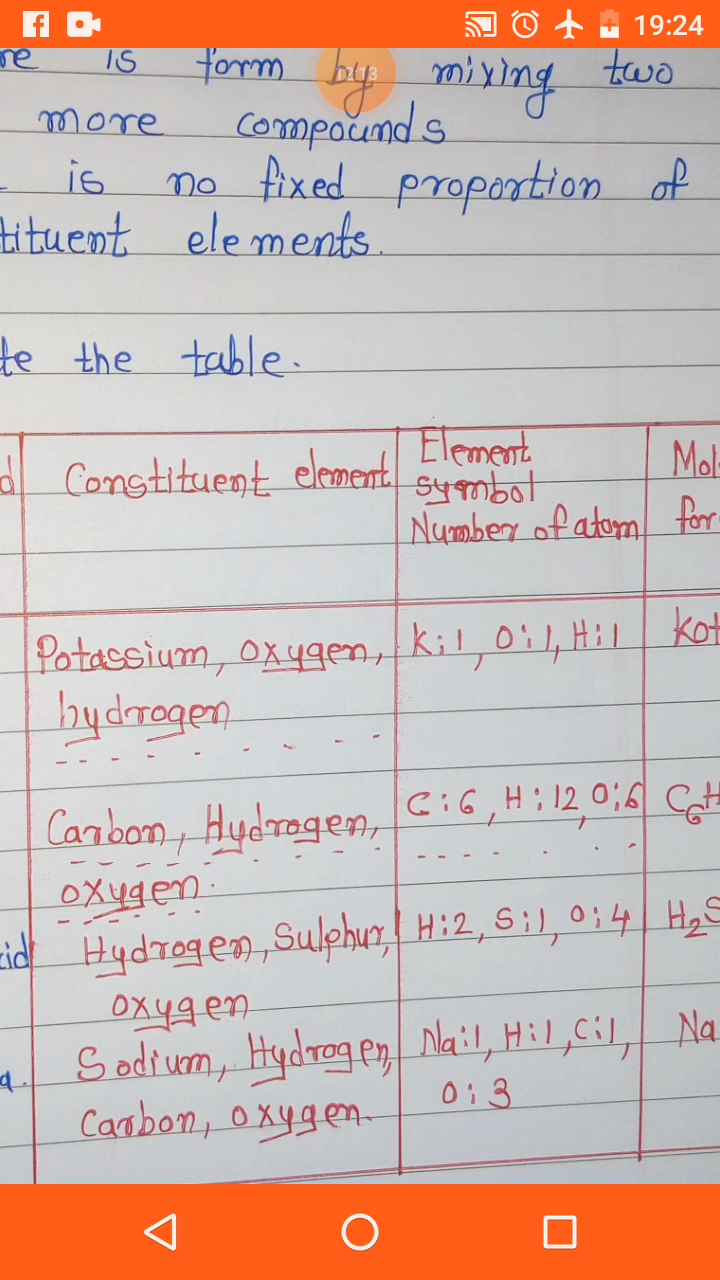 19:24
re is form by mixing two
more compounds
is no fixed proportion of
tituent elements.
te the table.
d Constituent element Element symbol Number of atom Mol for
Potassium, oxygen, hydrogen K:1, O:1, H:1 KOH
Carbon, Hydrogen, oxygen. C:6, H:12, O:6 C6H
cid Hydrogen, Sulphur, oxygen H:2, S:1, O:4 H2S
a. Sodium, Hydrogen, Carbon, oxygen. Na:1, H:1, C:1, O:3 Na